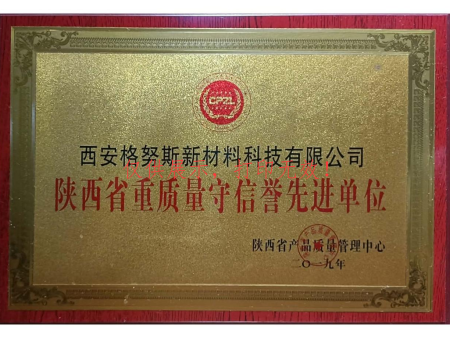 CPZL
西安格努斯新材料科技有限公司
陕西省重质量守信誉先进单位
陕西省产品质量管理中心
二〇一九年